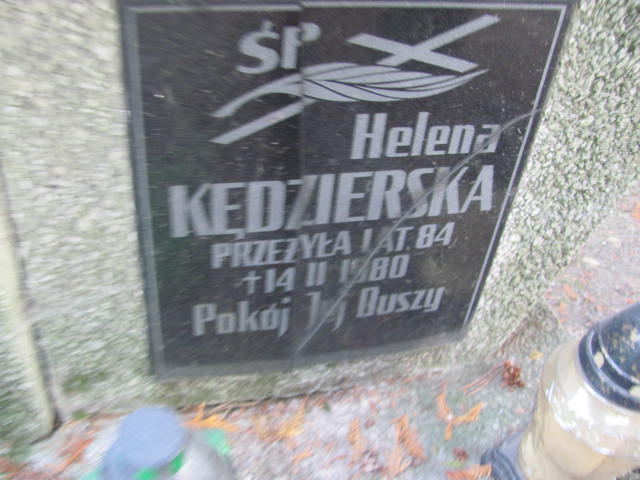 ŚP
Helena
KĘDZIERSKA
PRZEŻYŁA LAT 84
+14 II 1980
Pokój Jej Duszy